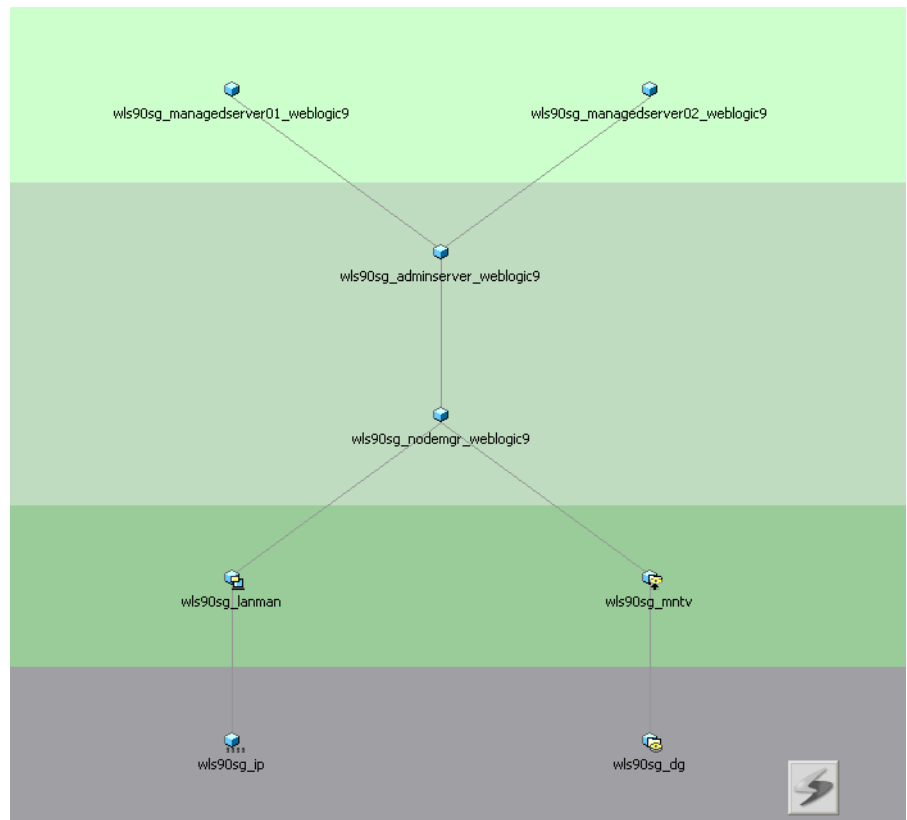 wls90sg_managedserver01_weblogic9
wls90sg_managedserver02_weblogic9
wls90sg_adminserver_weblogic9
wls90sg_nodemgr_weblogic9
wls90sg_lanman
wls90sg_mntv
wls90sg_ip
wls90sg_dg